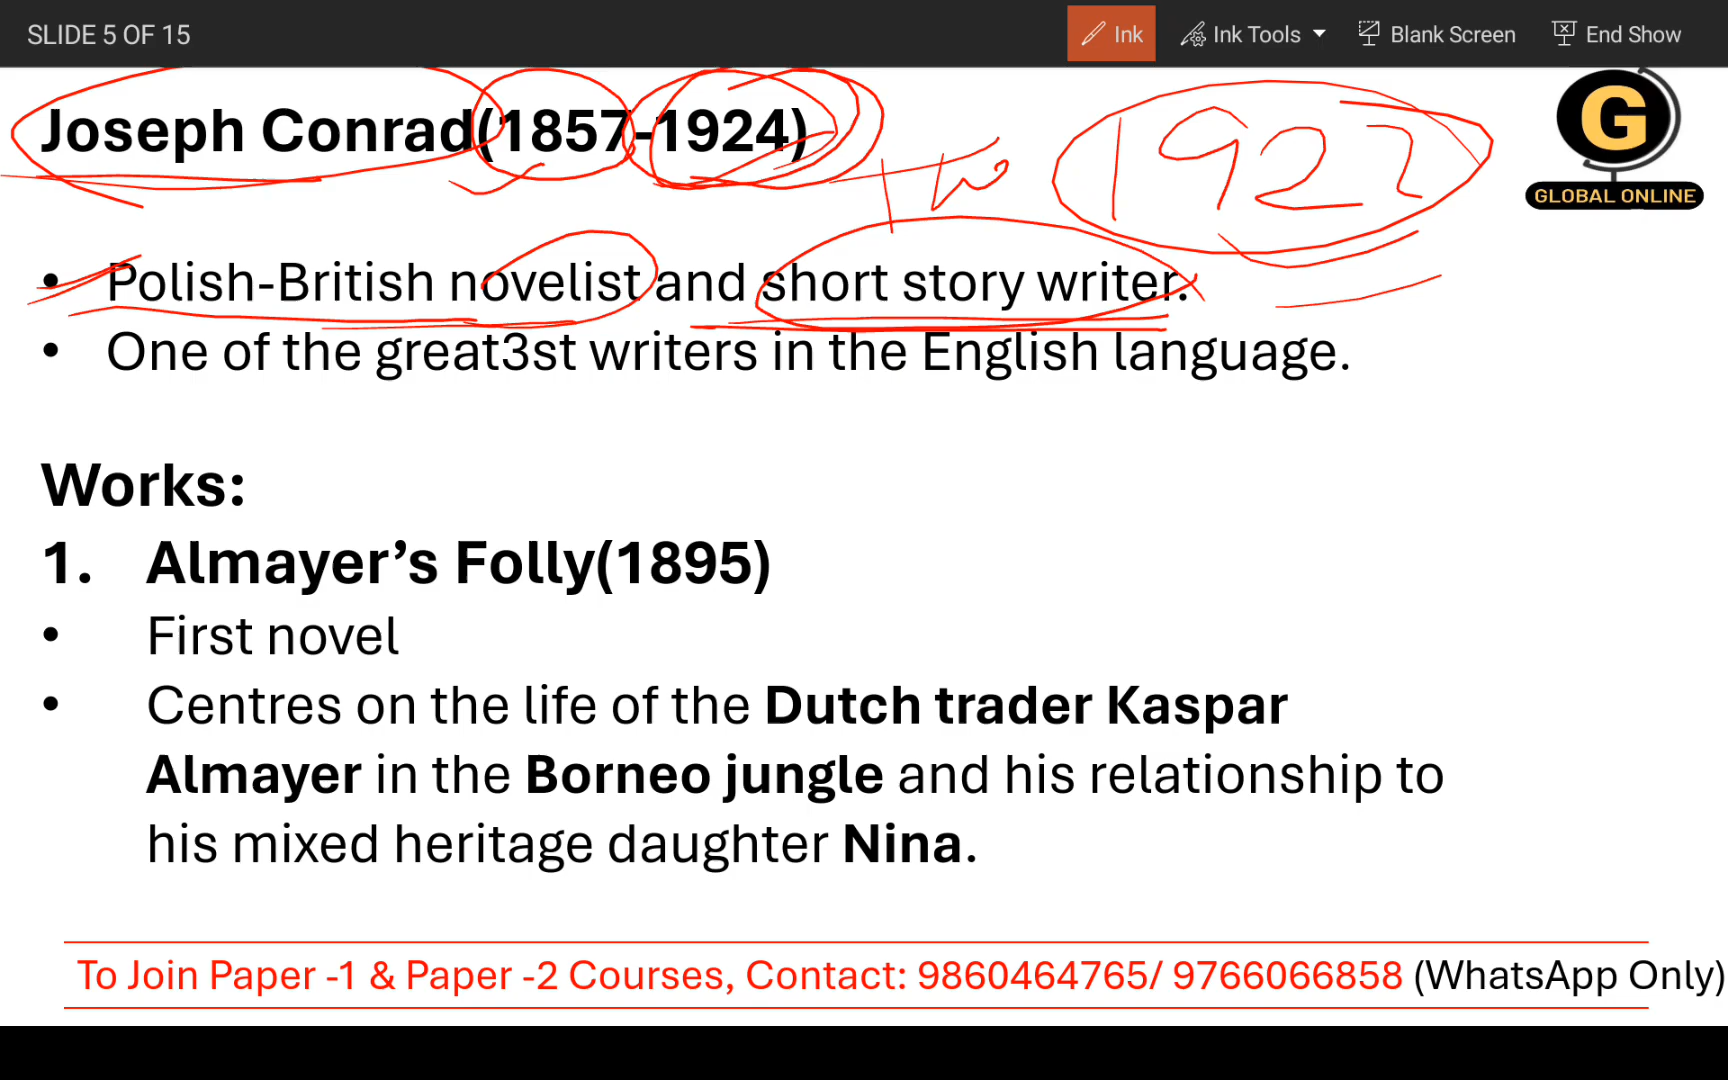 SLIDE 5 OF 15
Ink
Ink Tools
Blank Screen
End Show
Joseph Conrad(1857-1924)
1922
G
GLOBAL ONLINE
• Polish-British novelist and short story writer.
• One of the great3st writers in the English language.
Works:
1. Almayer’s Folly(1895)
• First novel
• Centres on the life of the Dutch trader Kaspar
Almayer in the Borneo jungle and his relationship to
his mixed heritage daughter Nina.
To Join Paper -1 & Paper -2 Courses, Contact: 9860464765/ 9766066858 (WhatsApp Only)